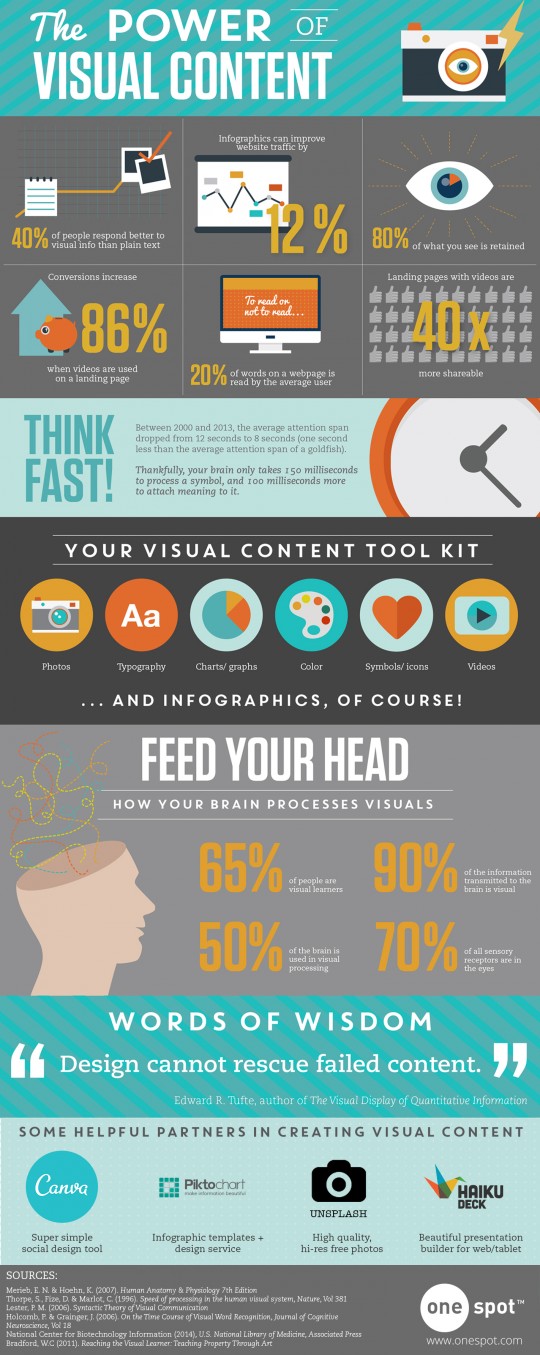 The POWER OF
VISUAL CONTENT
40% of people respond better to
visual info than plain text
Infographics can improve
website traffic by
12%
80% of what you see is retained
Conversions increase
86%
when videos are used
on a landing page
To read or
not to read...
20% of words on a webpage is
read by the average user
Landing pages with videos are
40x
more shareable
THINK
FAST!
Between 2000 and 2013, the average attention span
dropped from 12 seconds to 8 seconds (one second
less than the average attention span of a goldfish).
Thankfully, your brain only takes 150 milliseconds
to process a symbol, and 100 milliseconds more
to attach meaning to it.
YOUR VISUAL CONTENT TOOL KIT
Aa
Photos
Typography
Charts/ graphs
Color
Symbols/ icons
Videos
... AND INFOGRAPHICS, OF COURSE!
FEED YOUR HEAD
HOW YOUR BRAIN PROCESSES VISUALS
65% of people are
visual learners
90% of the information
transmitted to the
brain is visual
50% of the brain is
used in visual
processing
70% of all sensory
receptors are in
the eyes
WORDS OF WISDOM
“ Design cannot rescue failed content. ”
Edward R. Tufte, author of The Visual Display of Quantitative Information
SOME HELPFUL PARTNERS IN CREATING VISUAL CONTENT
Canva
Piktochart
make information beautiful
UNSPLASH
HAIKU
DECK
Super simple
social design tool
Infographic templates +
design service
High quality,
hi-res free photos
Beautiful presentation
builder for web/tablet
SOURCES:
Merieb, E. N. & Hoehn, K. (2007). Human Anatomy & Physiology 7th Edition
Thorpe, S., Fize, D. & Marlot, C. (1996). Speed of processing in the human visual system, Nature, Vol 381
Lester, P. M. (2006). Syntactic Theory of Visual Communication
Holcomb, P. & Grainger, J. (2006). On the Time Course of Visual Word Recognition, Journal of Cognitive
Neuroscience, Vol 18
National Center for Biotechnology Information (2014), U.S. National Library of Medicine, Associated Press
Bradford, W.C (2011). Reaching the Visual Learner: Teaching Property Through Art
one spot™
www.onespot.com